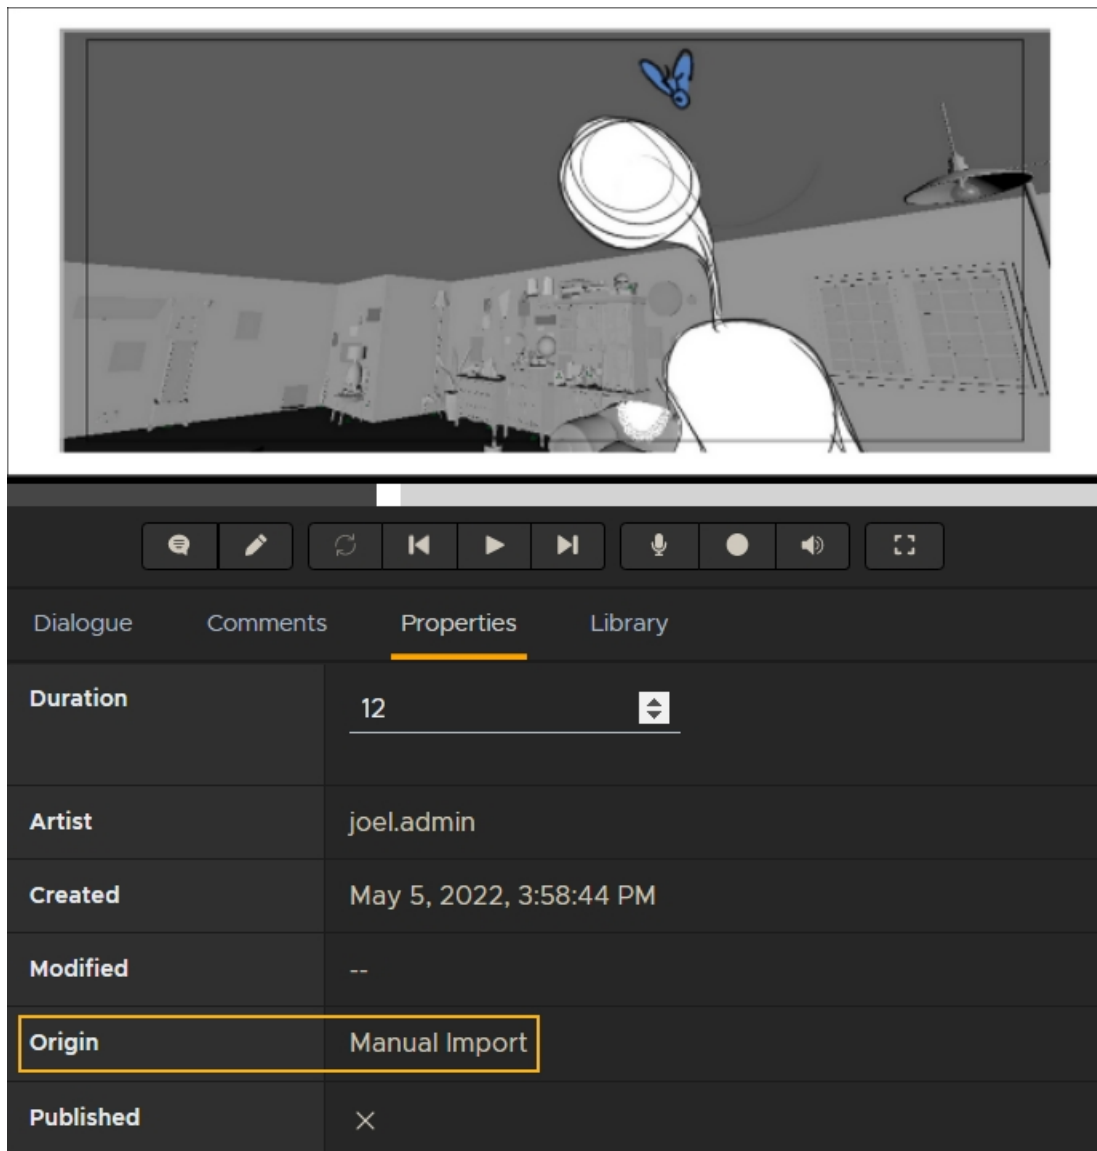 Dialogue Comments Properties Library
Duration 12
Artist joel.admin
Created May 5, 2022, 3:58:44 PM
Modified --
Origin Manual Import
Published